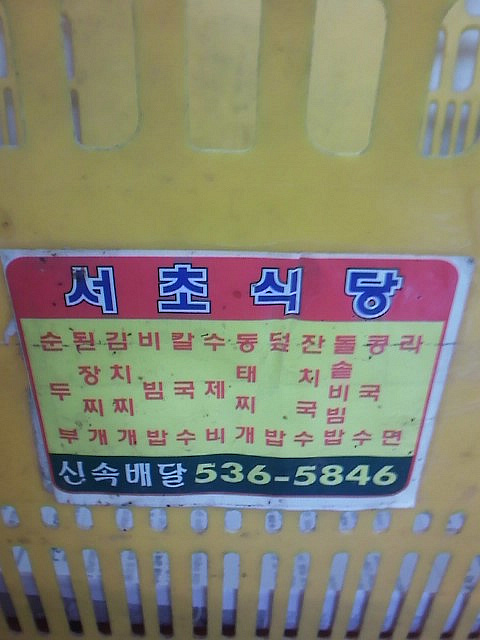 서초식당
순두부
된장찌개
김치찌개
비빔밥
칼국수
수제비
동태찌개
덮밥
잔치국수
돌솥비빔밥
콩국수
라면
신속배달 536-5846